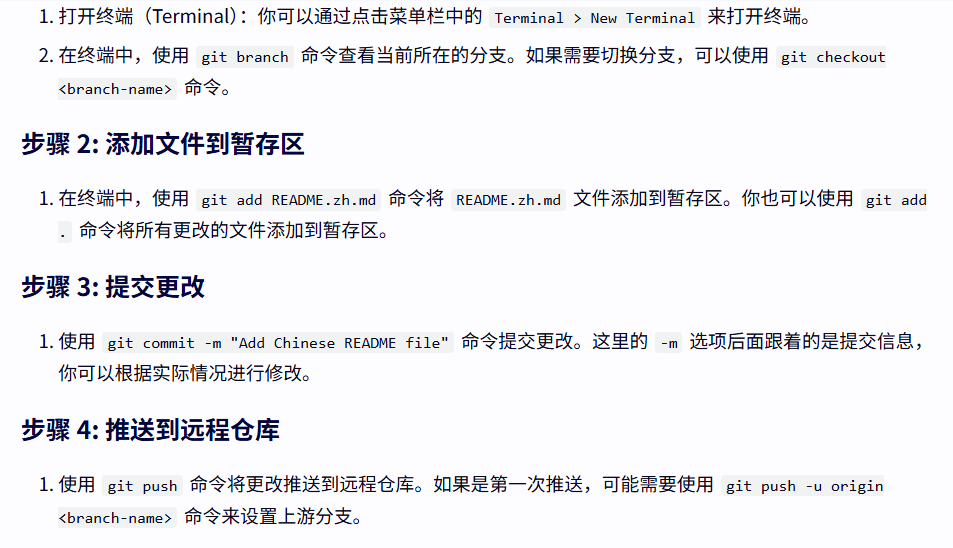 1. 打开终端（Terminal）：你可以通过点击菜单栏中的 Terminal > New Terminal 来打开终端。
2. 在终端中，使用 git branch 命令查看当前所在的分支。如果需要切换分支，可以使用 git checkout
<branch-name> 命令。
步骤 2: 添加文件到暂存区
1. 在终端中，使用 git add README.zh.md 命令将 README.zh.md 文件添加到暂存区。你也可以使用 git add
. 命令将所有更改的文件添加到暂存区。
步骤 3: 提交更改
1. 使用 git commit -m "Add Chinese README file" 命令提交更改。这里的 -m 选项后面跟着的是提交信息，
你可以根据实际情况进行修改。
步骤 4: 推送到远程仓库
1. 使用 git push 命令将更改推送到远程仓库。如果是第一次推送，可能需要使用 git push -u origin
<branch-name> 命令来设置上游分支。